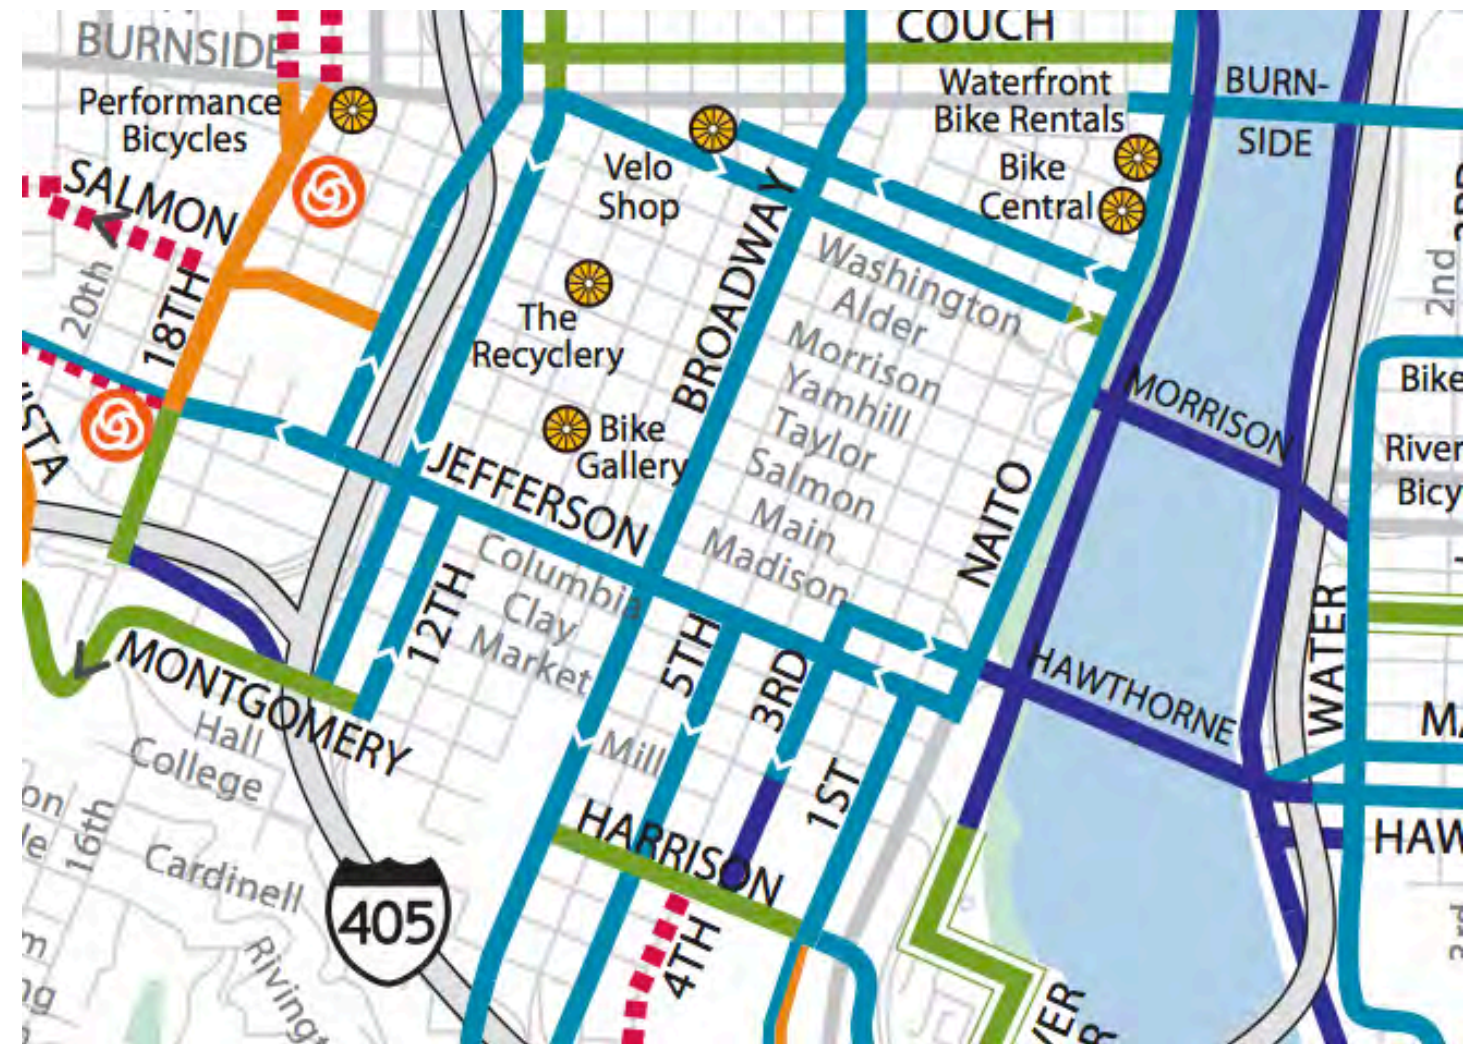 BURNSIDE
COUCH
Performance
Bicycles
Waterfront
Bike Rentals
BURN-
SIDE
Velo
Shop
Bike
Central
SALMON
20th
18TH
BROADWAY
Washington
Alder
Morrison
Yamhill
Taylor
Salmon
Main
Madison
2nd
The
Recyclery
MORRISON
Bike
Bike
Gallery
JEFFERSON
NAITO
River
Bicy
Columbia
Clay
Market
12TH
5TH
3RD
HAWTHORNE
WATER
MONTGOMERY
Hall
College
Mill
1ST
16th
HARRISON
HAW
Cardinell
405
4TH
Rivingt
3rd